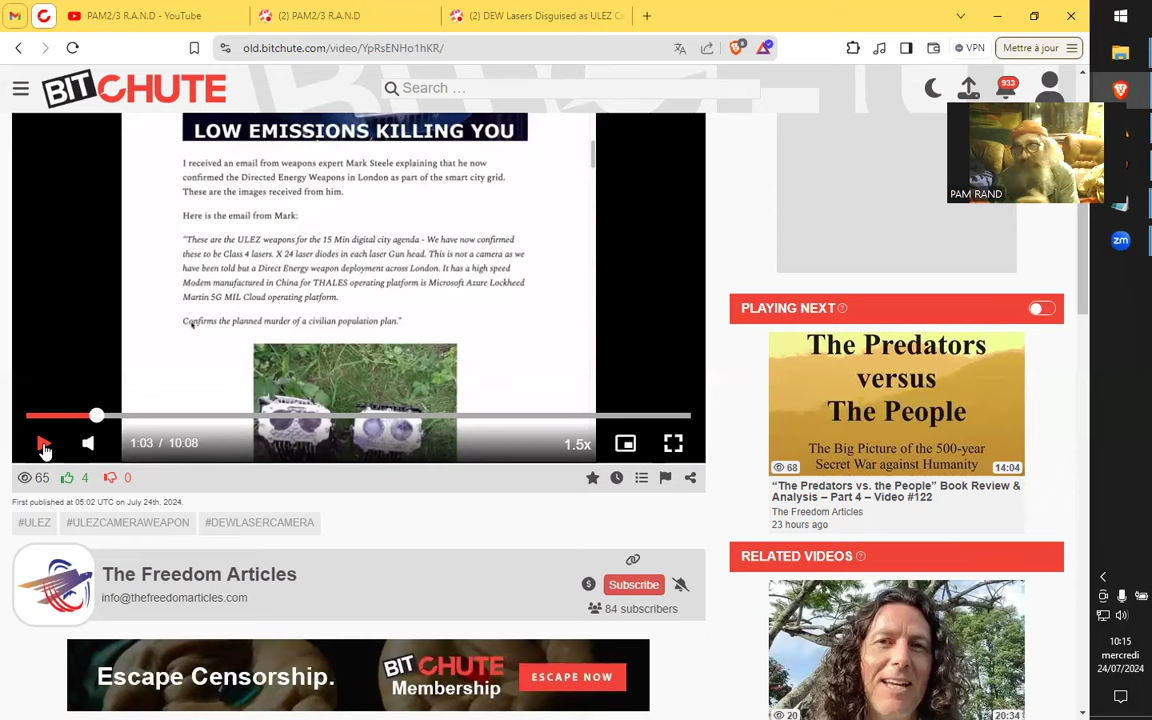 PAM2/3 R.A.N.D - YouTube
(2) PAM2/3 R.A.N.D
(2) DEW Lasers Disguised as ULEZ Ca
old.bitchute.com/video/YpRsENHo1hKR/
VPN
Mettre à jour
BITCHUTE
Search ...
933
PAM RAND
LOW EMISSIONS KILLING YOU
I received an email from weapons expert Mark Steele explaining that he now
confirmed the Directed Energy Weapons in London as part of the smart city grid.
These are the images received from him.
Here is the email from Mark:
"These are the ULEZ weapons for the 15 Min digital city agenda - We have now confirmed
these to be Class 4 lasers. X 24 laser diodes in each laser Gun head. This is not a camera as
we have been told but a Direct Energy weapon deployment across London. It has a high speed
Modem manufactured in China for THALES operating platform is Microsoft Azure Lockheed
Martin 5G MIL Cloud operating platform.
Confirms the planned murder of a civilian population plan."
1:03 / 10:08
1.5x
65 4 0
First published at 05:02 UTC on July 24th, 2024.
#ULEZ #ULEZCAMERAWEAPON #DEWLASERCAMERA
The Freedom Articles
info@thefreedomarticles.com
Subscribe
84 subscribers
Escape Censorship.
BITCHUTE
Membership
ESCAPE NOW
PLAYING NEXT
The Predators
versus
The People
The Big Picture of the 500-year
Secret War against Humanity
68
14:04
“The Predators vs. the People” Book Review &
Analysis – Part 4 – Video #122
The Freedom Articles
23 hours ago
RELATED VIDEOS
20
20:34
zm
10:15
mercredi
24/07/2024